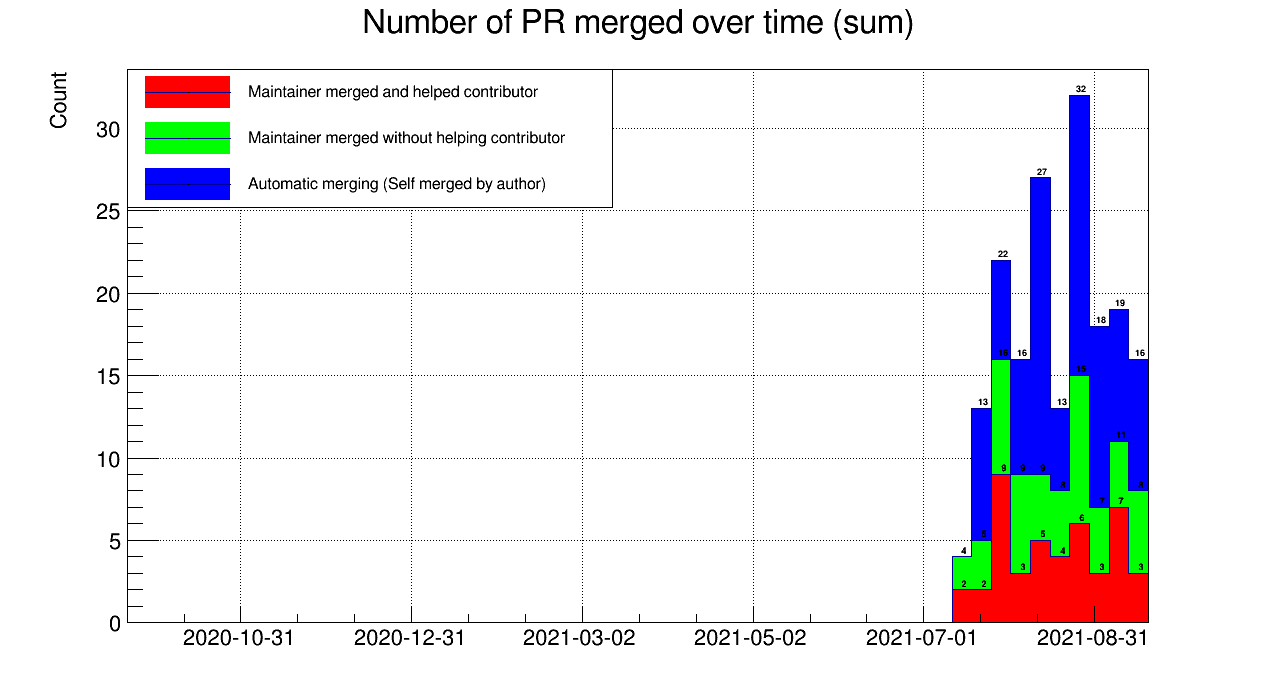 Number of PR merged over time (sum)
Count
Maintainer merged and helped contributor
Maintainer merged without helping contributor
Automatic merging (Self merged by author)
30
25
20
15
10
5
0
32
27
22
19
18
16 16 15 16
13 13
11
9 9 9 8 7 7 8
4 5 5 4 6
2 2 3 3 3
2020-10-31 2020-12-31 2021-03-02 2021-05-02 2021-07-01 2021-08-31